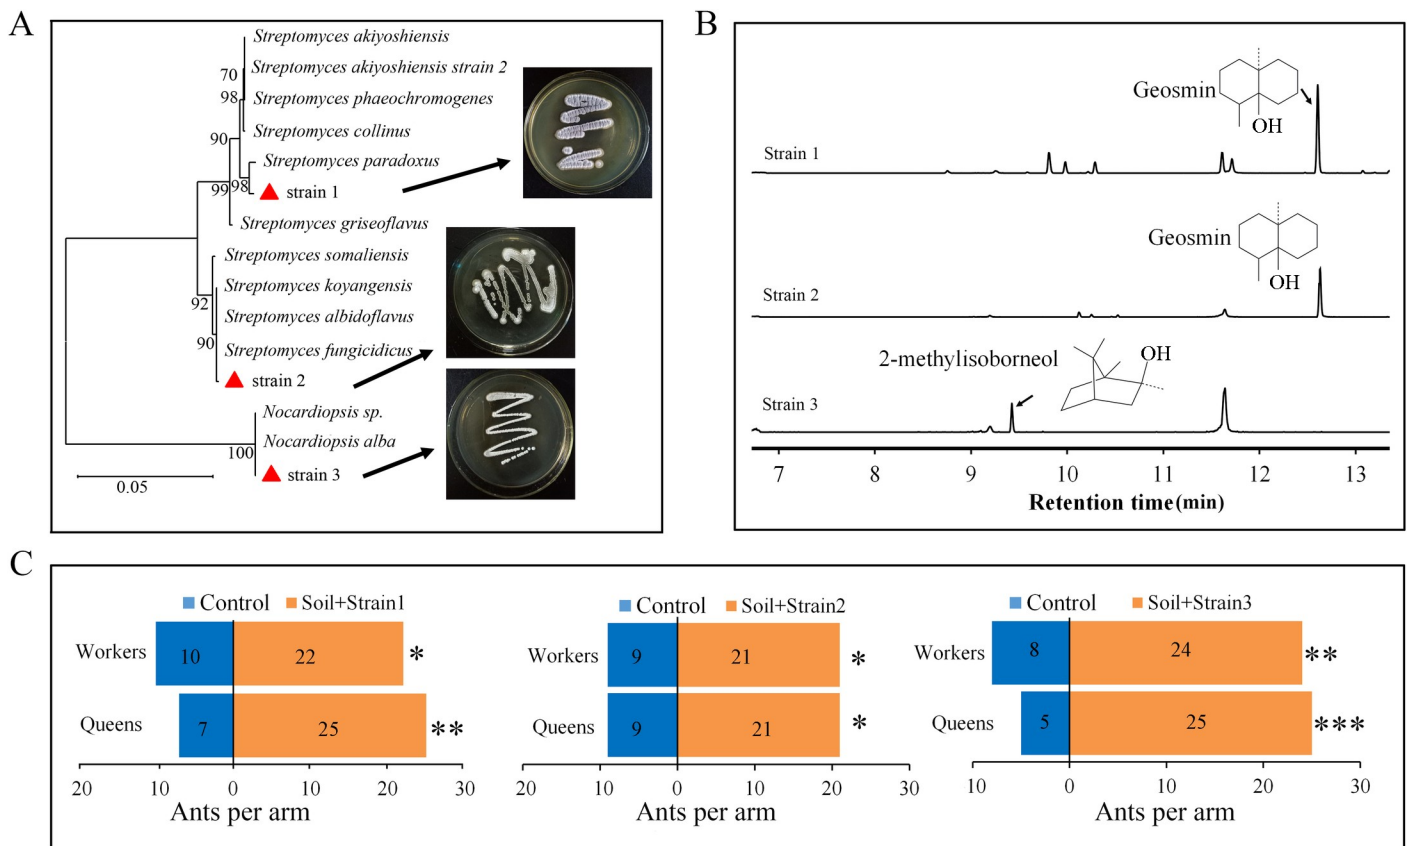 A
Streptomyces akiyoshiensis
Streptomyces akiyoshiensis strain 2
70
98
Streptomyces phaeochromogenes
Streptomyces collinus
90
Streptomyces paradoxus
99
98
strain 1
Streptomyces griseoflavus
Streptomyces somaliensis
Streptomyces koyangensis
92
Streptomyces albidoflavus
90
Streptomyces fungicidicus
strain 2
Nocardiopsis sp.
Nocardiopsis alba
100
strain 3
0.05
B
Geosmin
OH
Strain 1
Geosmin
OH
Strain 2
2-methylisoborneol
OH
Strain 3
7 8 9 10 11 12 13
Retention time(min)
C
Control Soil+Strain1
Workers 10 22 *
Queens 7 25 **
20 10 0 10 20 30
Ants per arm
Control Soil+Strain2
Workers 9 21 *
Queens 9 21 *
20 10 0 10 20 30
Ants per arm
Control Soil+Strain3
Workers 8 24 **
Queens 5 25 ***
10 0 10 20 30
Ants per arm